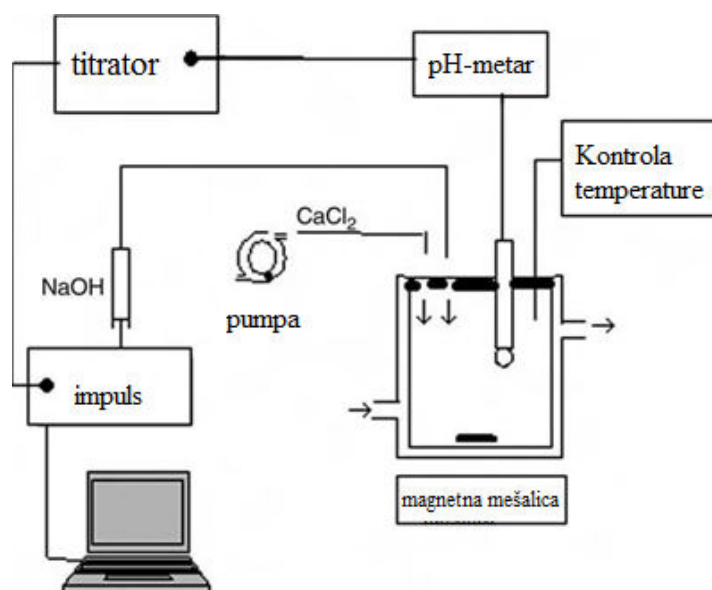 titrator
pH-metar
Kontrola
temperature
CaCl2
NaOH
pumpa
impuls
magnetna mešalica